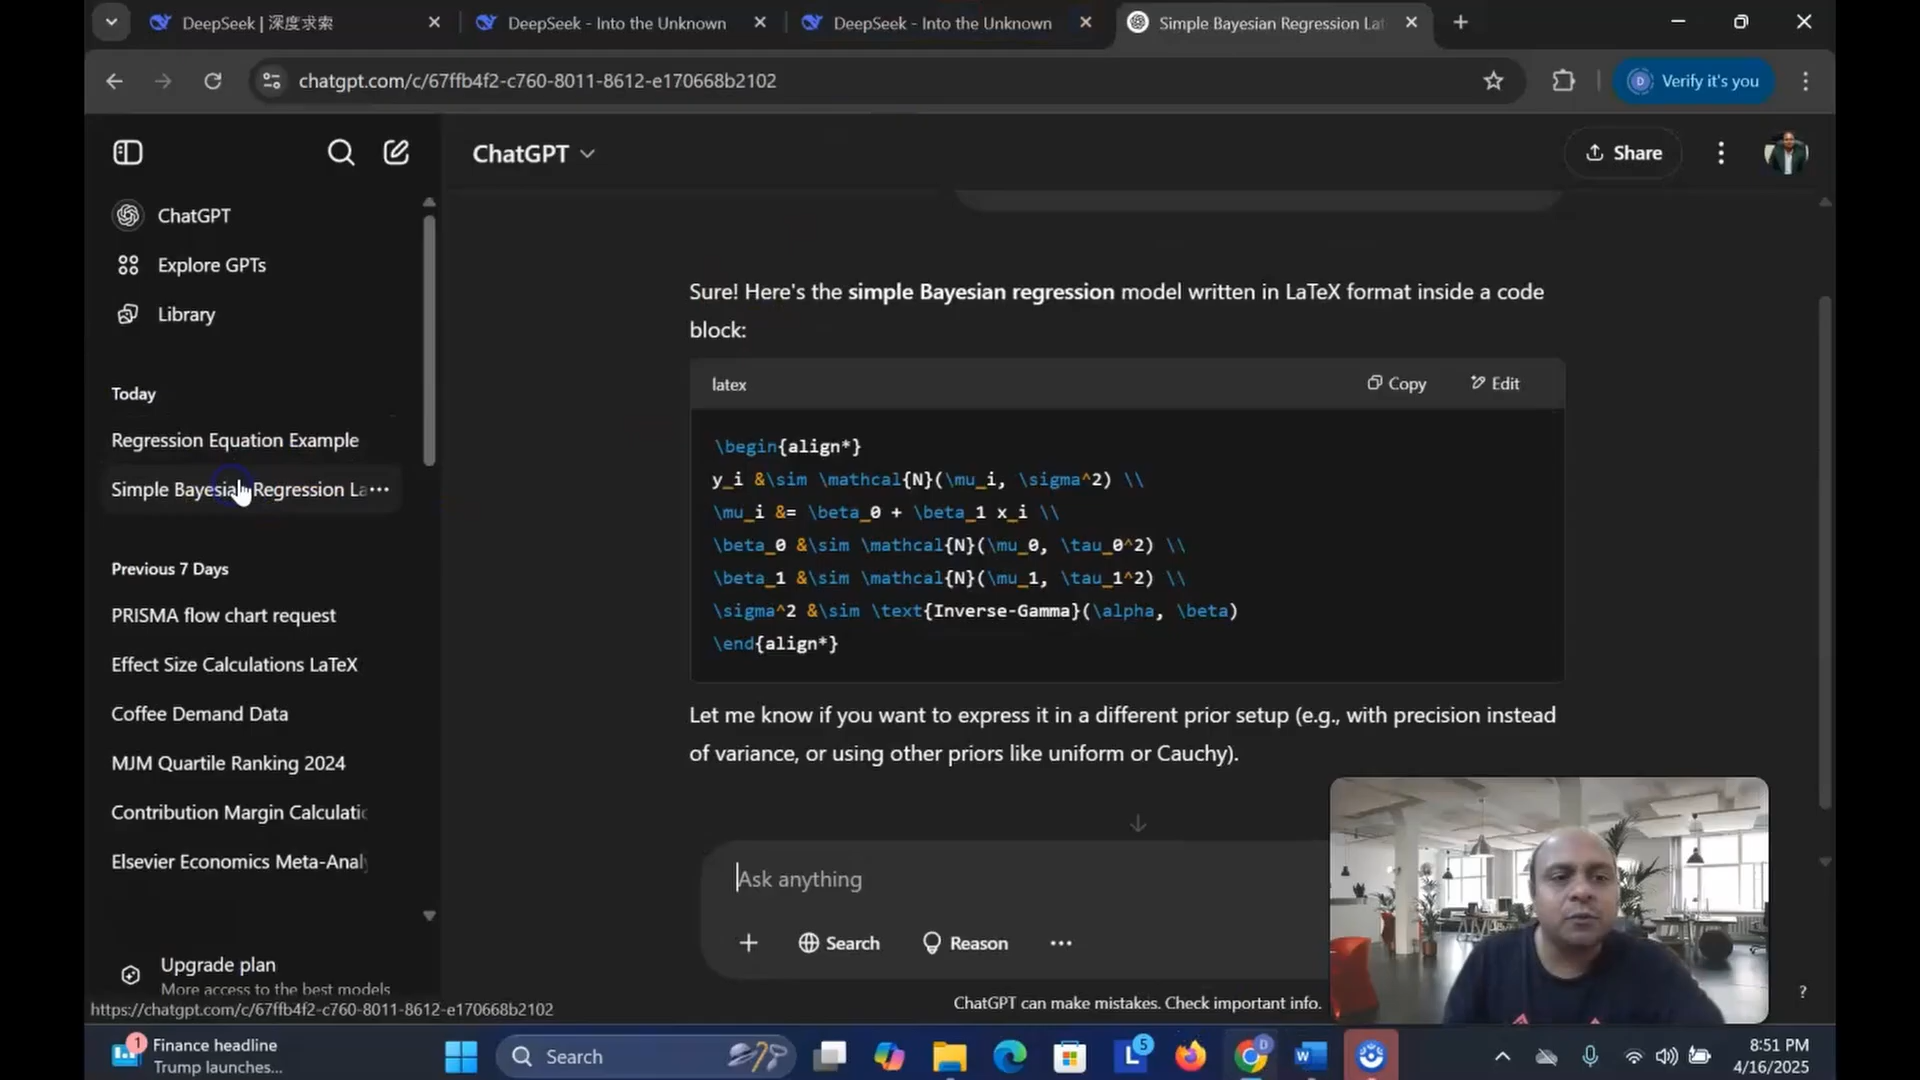 DeepSeek | 深度求索
DeepSeek - Into the Unknown
DeepSeek - Into the Unknown
Simple Bayesian Regression Lat
chatgpt.com/c/67ffb4f2-c760-8011-8612-e170668b2102
D
Verify it's you
ChatGPT
Share
ChatGPT
Explore GPTs
Library
Today
Regression Equation Example
Simple Bayesian Regression La
Previous 7 Days
PRISMA flow chart request
Effect Size Calculations LaTeX
Coffee Demand Data
MJM Quartile Ranking 2024
Contribution Margin Calculatic
Elsevier Economics Meta-Anal
Upgrade plan
More access to the best models
https://chatgpt.com/c/67ffb4f2-c760-8011-8612-e170668b2102
Sure! Here's the simple Bayesian regression model written in LaTeX format inside a code
block:
latex
Copy
Edit
\begin{align*}
y_i &\sim \mathcal{N}(\mu_i, \sigma^2) \\
\mu_i &= \beta_0 + \beta_1 x_i \\
\beta_0 &\sim \mathcal{N}(\mu_0, \tau_0^2) \\
\beta_1 &\sim \mathcal{N}(\mu_1, \tau_1^2) \\
\sigma^2 &\sim \text{Inverse-Gamma}(\alpha, \beta)
\end{align*}
Let me know if you want to express it in a different prior setup (e.g., with precision instead
of variance, or using other priors like uniform or Cauchy).
Ask anything
Search
Reason
ChatGPT can make mistakes. Check important info.
?
1
Finance headline
Trump launches...
Search
5
D
8:51 PM
4/16/2025